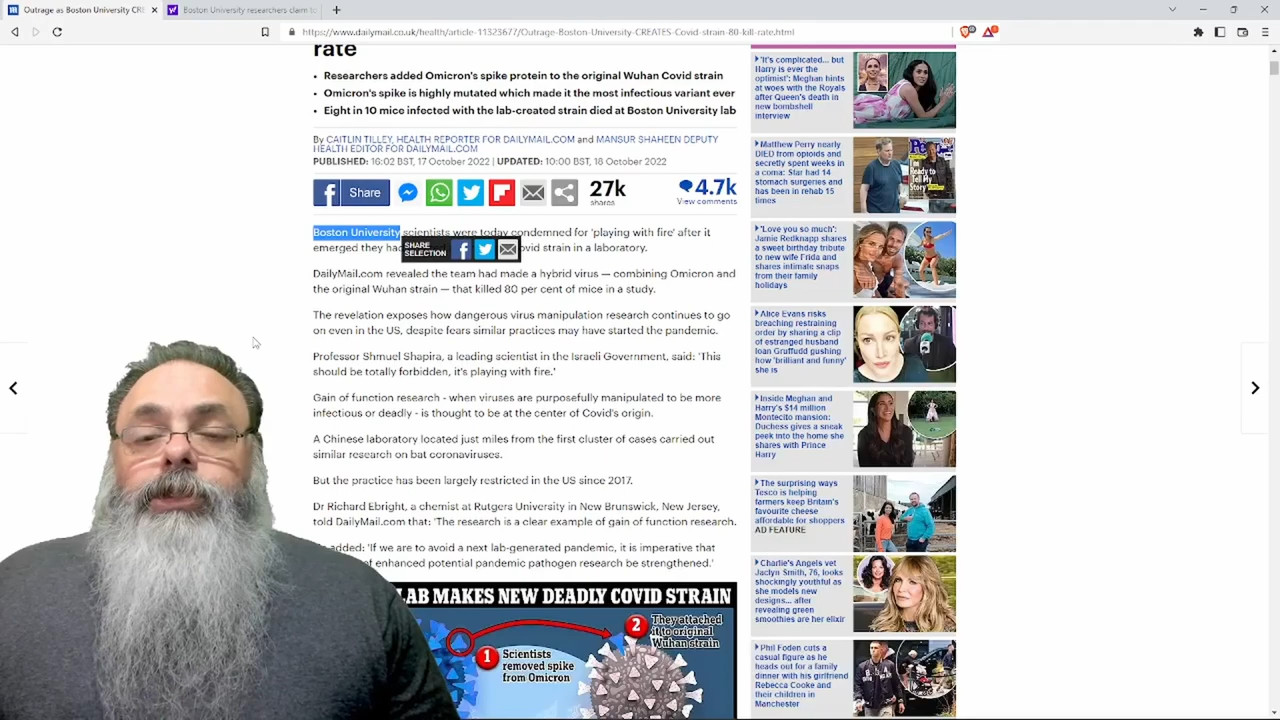 Outrage as Boston University CRE
Boston University researchers claim to
https://www.dailymail.co.uk/health/article-11323677/Outrage-Boston-University-CREATES-Covid-strain-80-kill-rate.html
rate
Researchers added Omicron's spike protein to the original Wuhan Covid strain
Omicron's spike is highly mutated which made it the most infectious variant ever
Eight in 10 mice infected with the lab-made strain died at Boston University lab
By CAITLIN TILLEY, HEALTH REPORTER FOR DAILYMAIL.COM and MANSUR SHAHEEN DEPUTY
HEALTH EDITOR FOR DAILYMAIL.COM
PUBLISHED: 16:02 BST, 17 October 2022 | UPDATED: 10:00 BST, 18 October 2022
Share
27k
shares
4.7k
View comments
Boston University scientists were today condemned for 'playing with fire' after it
emerged they had
ovid strain in a laboratory.
SHARE
SELECTION
DailyMail.com revealed the team had made a hybrid virus — combining Omicron and
the original Wuhan strain — that killed 80 per cent of mice in a study.
The revelation exposes how dangerous virus manipulation research continues to go
on even in the US, despite fears similar practices may have started the pandemic.
Professor Shmuel Shapira, a leading scientist in the Israeli Government, said: 'This
should be totally forbidden, it's playing with fire.'
Gain of function research - when viruses are purposefully manipulated to be more
infectious or deadly - is thought to be at the center of Covid's origin.
A Chinese laboratory located just miles from the first cluster of cases carried out
similar research on bat coronaviruses.
But the practice has been largely restricted in the US since 2017.
Dr Richard Ebright, a chemist at Rutgers University in New Brunswick, New Jersey,
told DailyMail.com that: 'The research is a clear example of gain of function research.
added: 'If we are to avoid a next lab-generated pandemic, it is imperative that
of enhanced potential pandemic pathogen research be strengthened.'
LAB MAKES NEW DEADLY COVID STRAIN
1
Scientists
removed spike
from Omicron
2
They attached
it to original
Wuhan strain
'It's complicated... but
Harry is ever the
optimist': Meghan hints
at woes with the Royals
after Queen's death in
new bombshell
interview
Matthew Perry nearly
DIED from opioids and
secretly spent weeks in
a coma: Star had 14
stomach surgeries and
has been in rehab 15
times
I'm
Ready to
Tell My
Story
'Love you so much':
Jamie Redknapp shares
a sweet birthday tribute
to new wife Frida and
shares intimate snaps
from their family
holidays
Alice Evans risks
breaching restraining
order by sharing a clip
of estranged husband
Ioan Gruffudd gushing
how 'brilliant and funny'
she is
Inside Meghan and
Harry's $14 million
Montecito mansion:
Duchess gives a sneak
peek into the home she
shares with Prince
Harry
The surprising ways
Tesco is helping
farmers keep Britain's
favourite cheese
affordable for shoppers
AD FEATURE
Charlie's Angels vet
Jaclyn Smith, 76, looks
shockingly youthful as
she models new
designs... after
revealing green
smoothies are her elixir
Phil Foden cuts a
casual figure as he
heads out for a family
dinner with his girlfriend
Rebecca Cooke and
their children in
Manchester